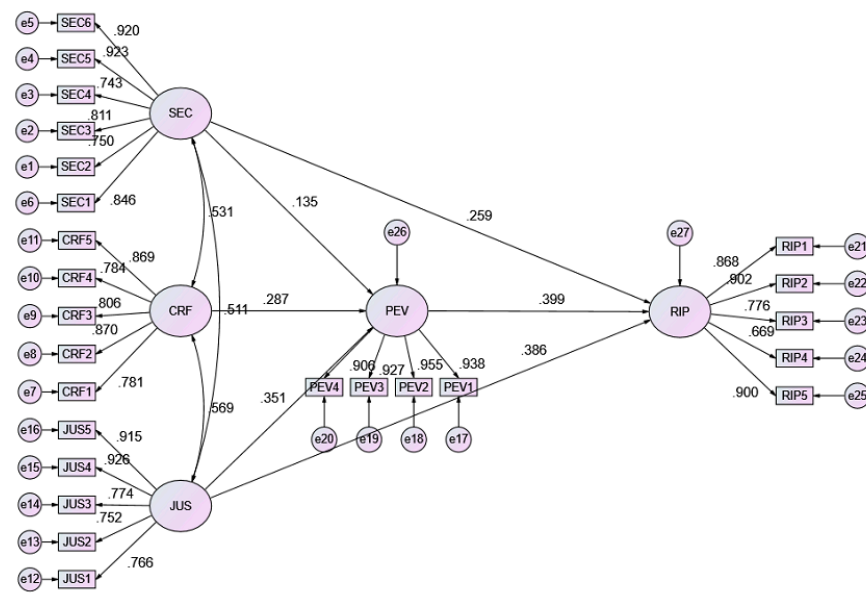 e5 SEC6 .920
e4 SEC5 .923
e3 SEC4 .743
e2 SEC3 .811
e1 SEC2 .750
e6 SEC1 .846
SEC
.531
.135
.259
e11 CRF5 .869
e10 CRF4 .784
e9 CRF3 .806
e8 CRF2 .870
e7 CRF1 .781
CRF
.287
.511
e26
PEV
.399
e27
RIP
.868 RIP1 e21
.902 RIP2 e22
.776 RIP3 e23
.669 RIP4 e24
.900 RIP5 e25
.906 .927 .955 .938
PEV4 PEV3 PEV2 PEV1
e20 e19 e18 e17
.386
.351
.569
e16 JUS5 .915
e15 JUS4 .926
e14 JUS3 .774
e13 JUS2 .752
e12 JUS1 .766
JUS